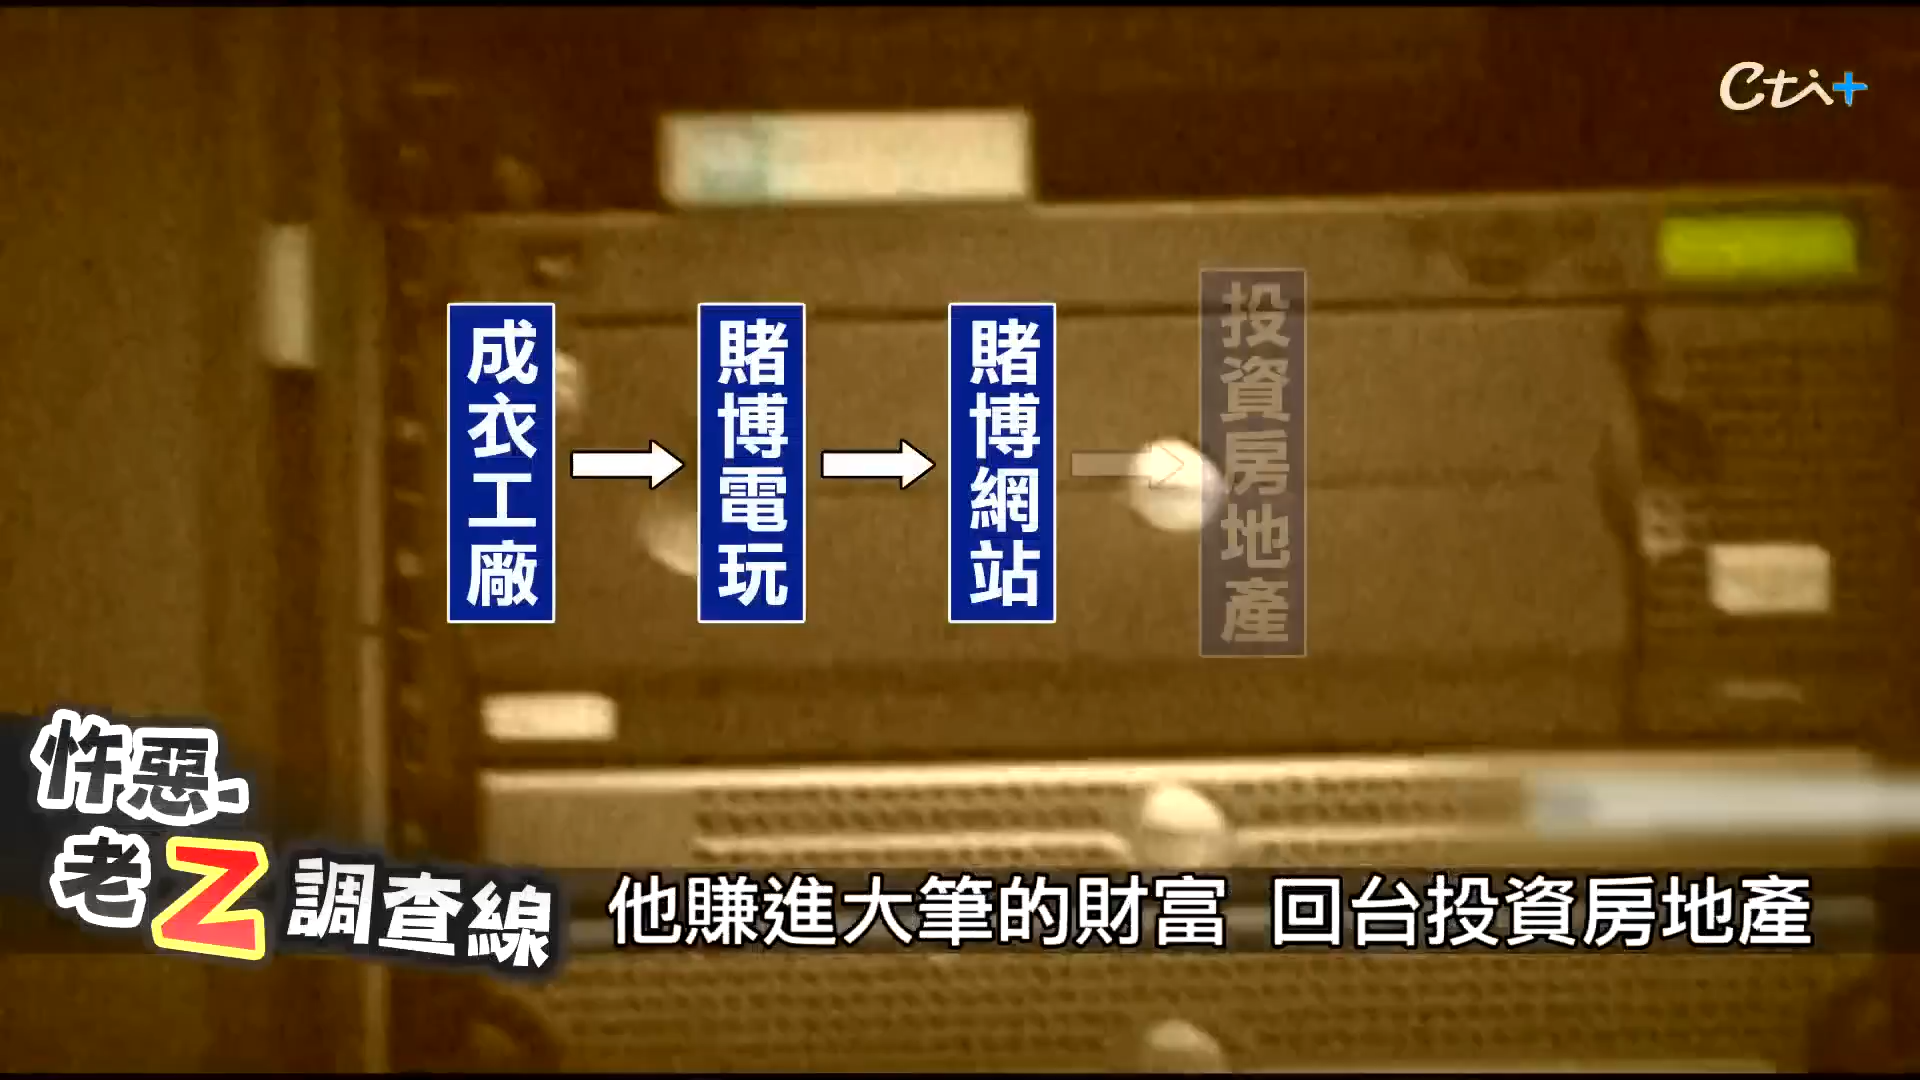 Cti+
成衣工廠
賭博電玩
賭博網站
投資房地產
忤惡-
老Z調查線
他賺進大筆的財富 回台投資房地產